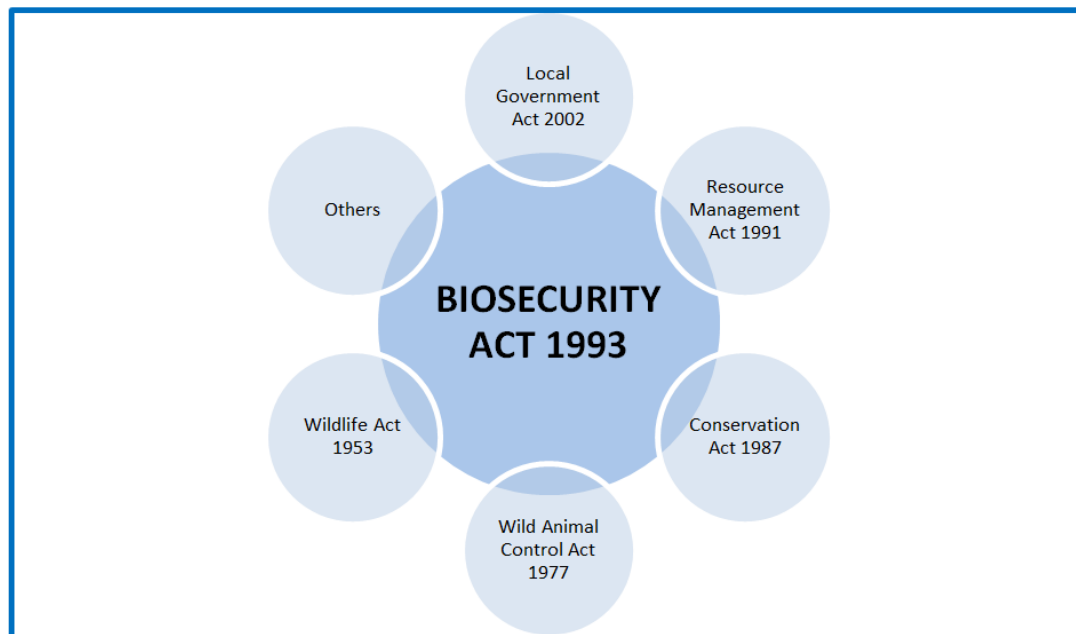 Local
Government
Act 2002
Resource
Management
Act 1991
Others
BIOSECURITY
ACT 1993
Wildlife Act
1953
Conservation
Act 1987
Wild Animal
Control Act
1977